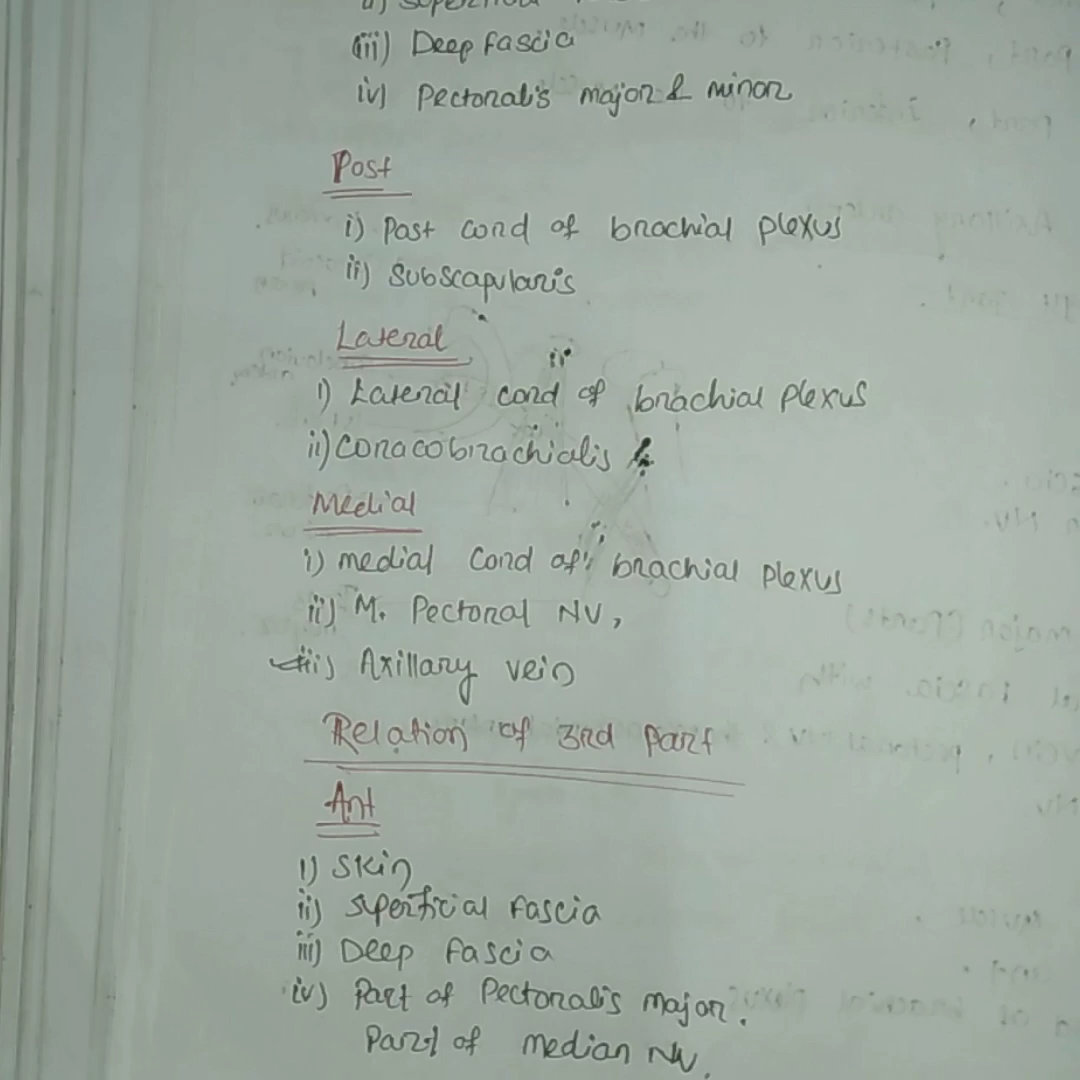 ii) Superficial
(iii) Deep fascia
iv) Pectoralis major & minor
Post
i) Post cord of brachial plexus
ii) Subscapularis
Lateral
i) Lateral cord of brachial plexus
ii) Coracobrachialis
Medial
i) medial cord of brachial plexus
ii) M. Pectoral NV,
iii) Axillary vein
Relation of 3rd part
Ant
i) Skin
ii) Superficial fascia
iii) Deep fascia
iv) Part of Pectoralis major.
Part of median NV.